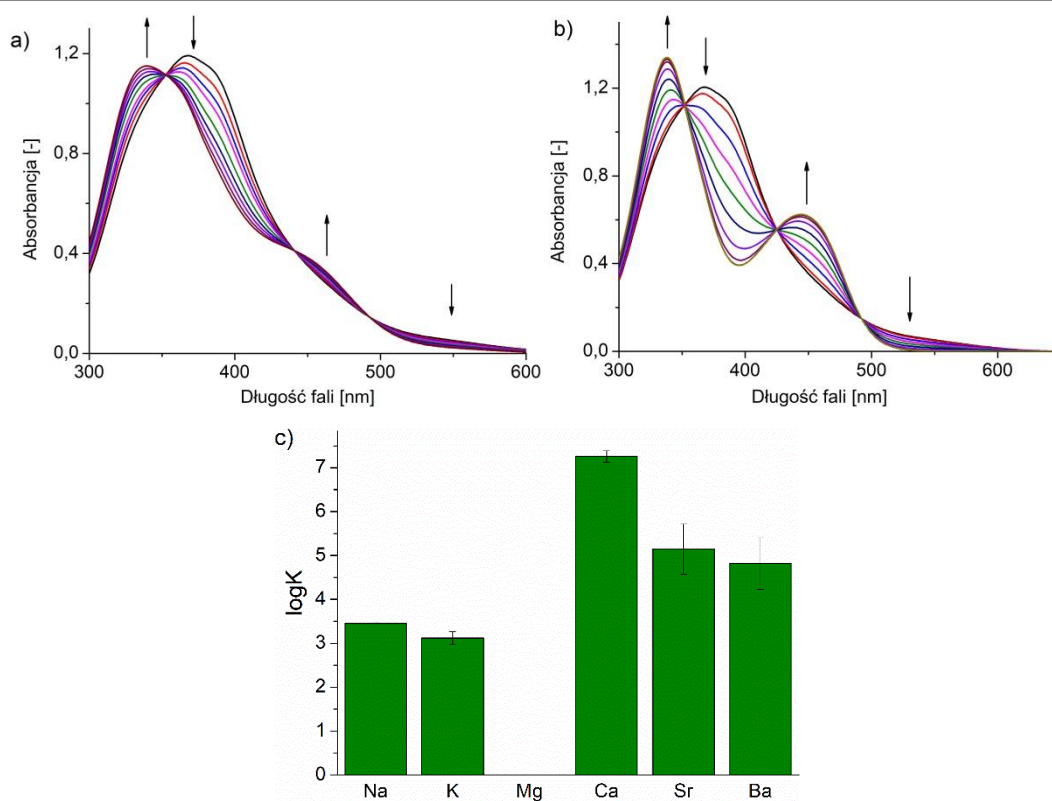 a)
Absorbancja [-]
1,2
0,8
0,4
0,0
300 400 500 600
Długość fali [nm]
b)
Absorbancja [-]
1,2
0,8
0,4
0,0
300 400 500 600
Długość fali [nm]
c)
logK
7
6
5
4
3
2
1
0
Na K Mg Ca Sr Ba